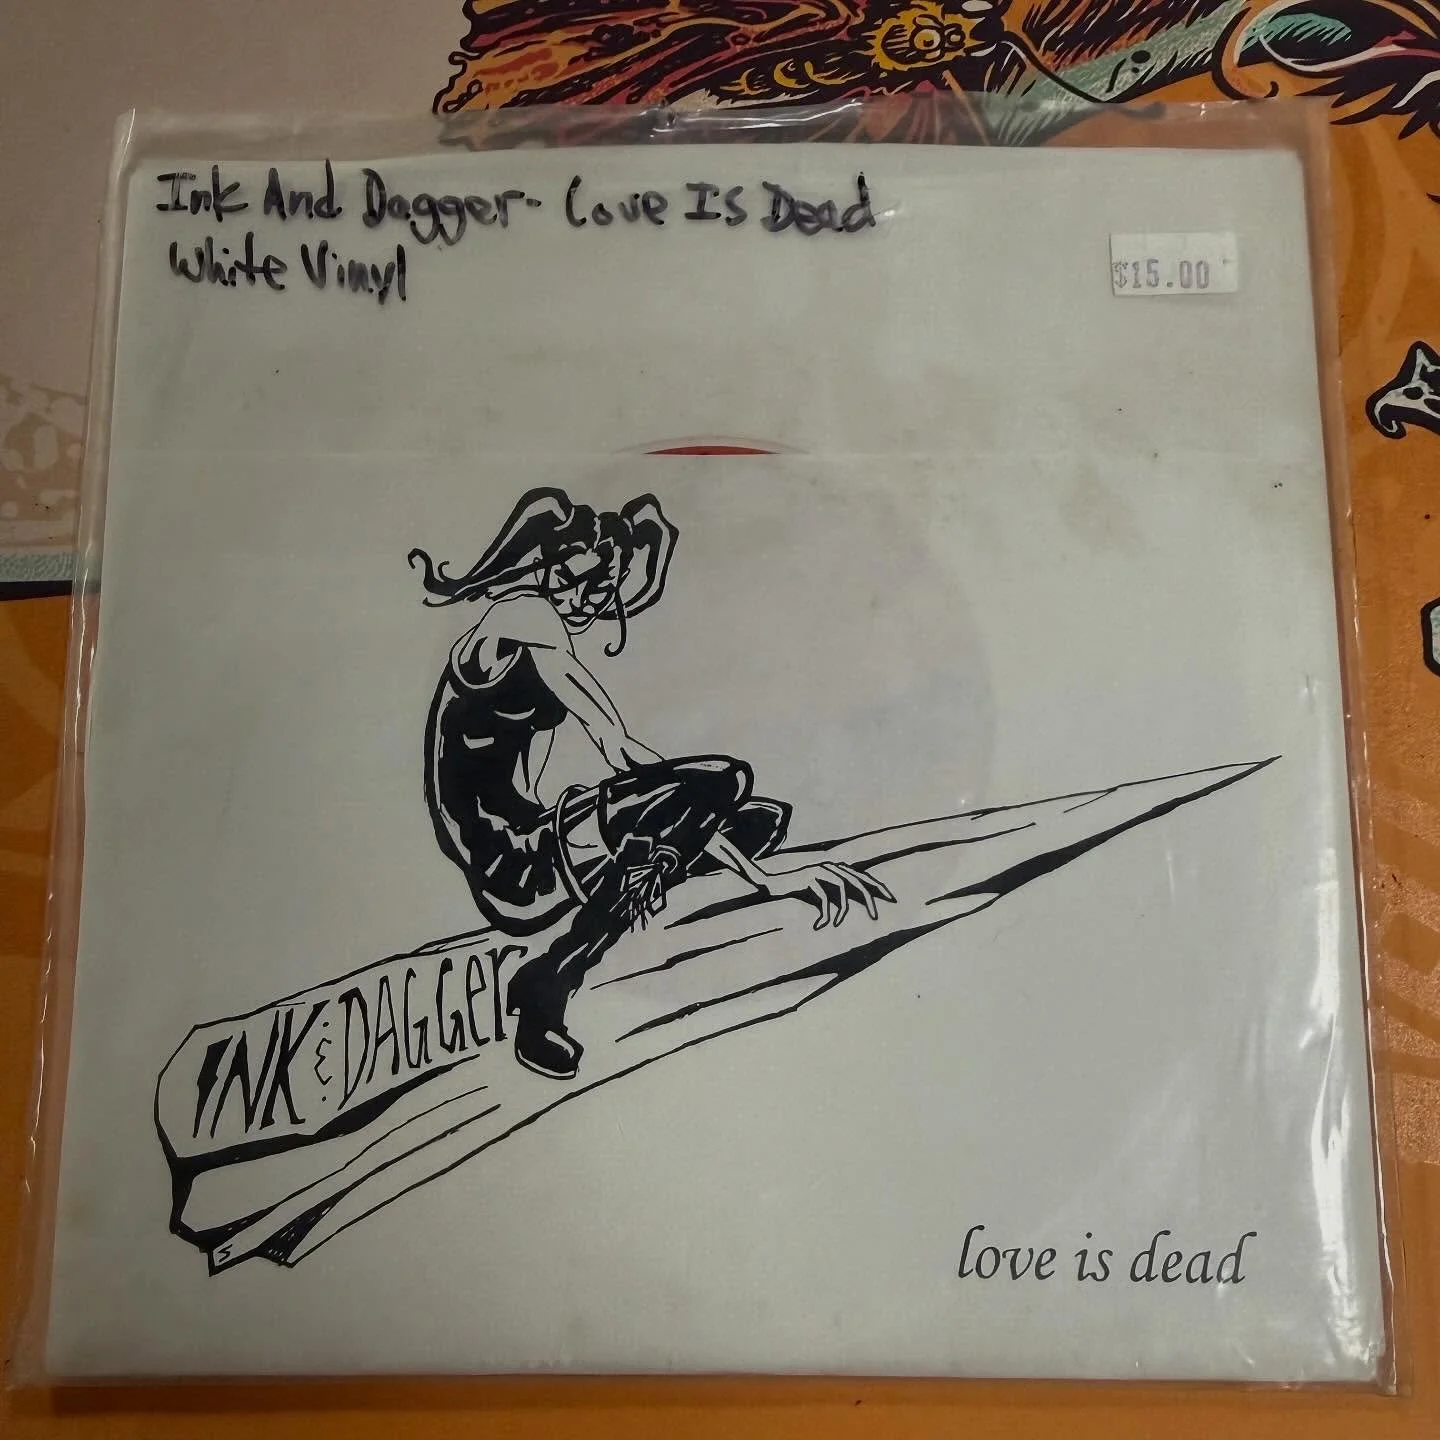 Ink And Dagger- Love Is Dead
White Vinyl
$15.00
INK & DAGGer
love is dead